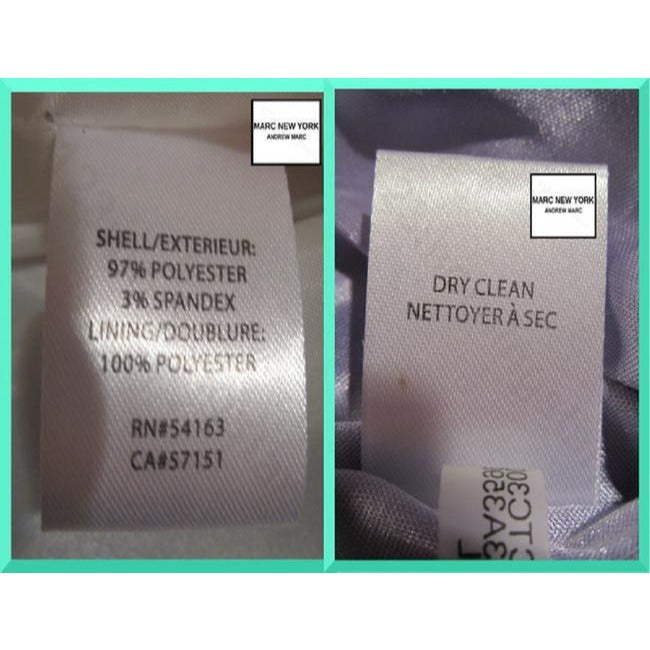 MARC NEW YORK
ANDREW MARC
SHELL/EXTERIEUR:
97% POLYESTER
3% SPANDEX
LINING/DOUBLURE:
100% POLYESTER
RN#54163
CA#57151
MARC NEW YORK
ANDREW MARC
DRY CLEAN
NETTOYER À SEC